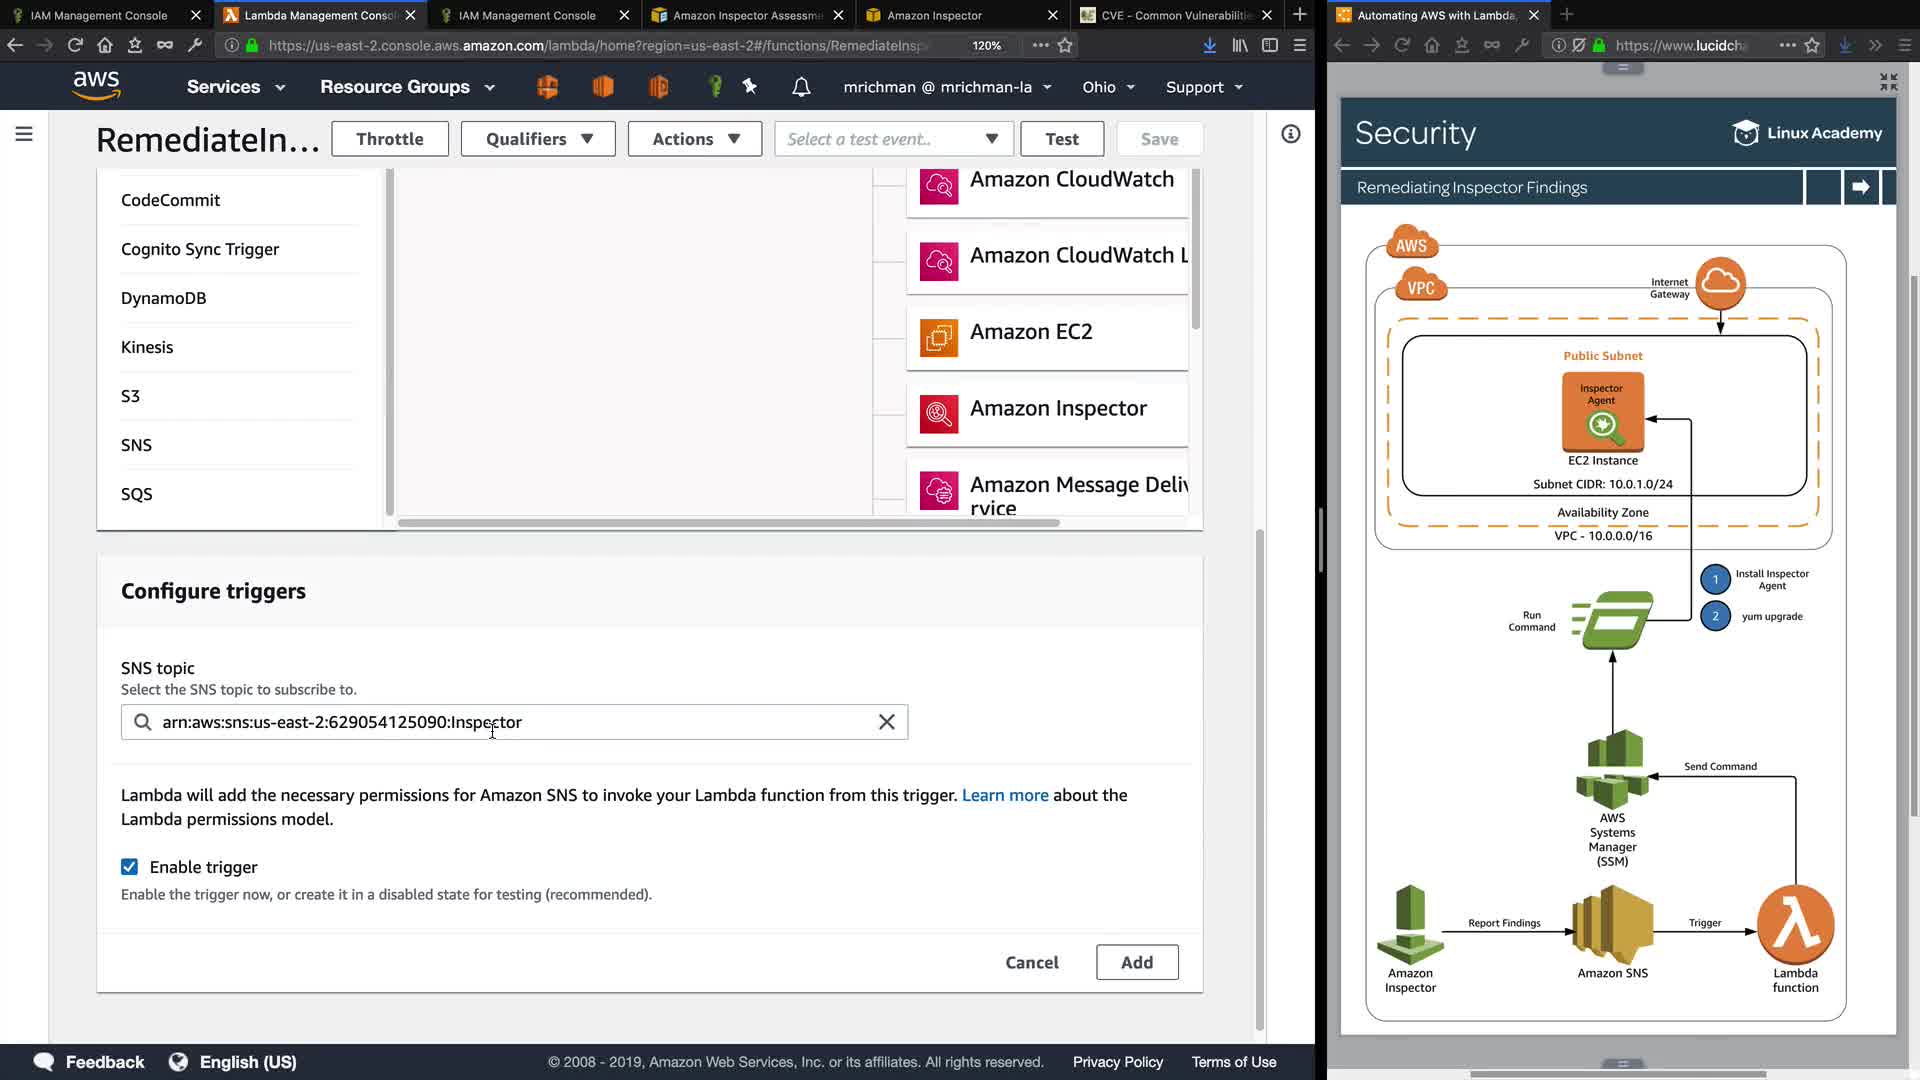 IAM Management Console
Lambda Management Consol
IAM Management Console
Amazon Inspector Assessme
Amazon Inspector
CVE - Common Vulnerabilitie
Automating AWS with Lambda,
https://us-east-2.console.aws.amazon.com/lambda/home?region=us-east-2#/functions/RemediateInsp
120%
https://www.lucidcha
aws
Services
Resource Groups
mrichman @ mrichman-la
Ohio
Support
RemediateIn...
Throttle
Qualifiers
Actions
Select a test event..
Test
Save
CodeCommit
Cognito Sync Trigger
DynamoDB
Kinesis
S3
SNS
SQS
Amazon CloudWatch
Amazon CloudWatch L
Amazon EC2
Amazon Inspector
Amazon Message Deliv
rvice
Configure triggers
SNS topic
Select the SNS topic to subscribe to.
arn:aws:sns:us-east-2:629054125090:Inspector
Lambda will add the necessary permissions for Amazon SNS to invoke your Lambda function from this trigger. Learn more about the
Lambda permissions model.
Enable trigger
Enable the trigger now, or create it in a disabled state for testing (recommended).
Cancel
Add
Feedback
English (US)
© 2008 - 2019, Amazon Web Services, Inc. or its affiliates. All rights reserved.
Privacy Policy
Terms of Use
Security
Linux Academy
Remediating Inspector Findings
AWS
VPC
Internet
Gateway
Public Subnet
Inspector
Agent
EC2 Instance
Subnet CIDR: 10.0.1.0/24
Availability Zone
VPC - 10.0.0.0/16
1
Install Inspector
Agent
2
yum upgrade
Run
Command
Send Command
AWS
Systems
Manager
(SSM)
Report Findings
Trigger
Amazon
Inspector
Amazon SNS
Lambda
function